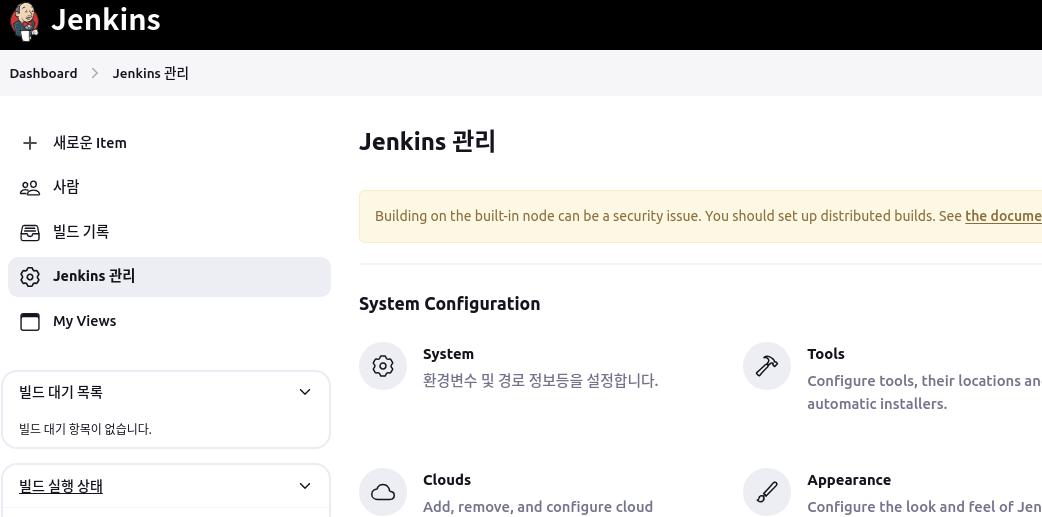 Jenkins
Dashboard
Jenkins 관리
새로운 Item
사람
빌드 기록
Jenkins 관리
My Views
빌드 대기 목록
빌드 대기 항목이 없습니다.
빌드 실행 상태
Jenkins 관리
Building on the built-in node can be a security issue. You should set up distributed builds. See the docume
System Configuration
System
환경변수 및 경로 정보등을 설정합니다.
Tools
Configure tools, their locations an
automatic installers.
Clouds
Add, remove, and configure cloud
Appearance
Configure the look and feel of Jen